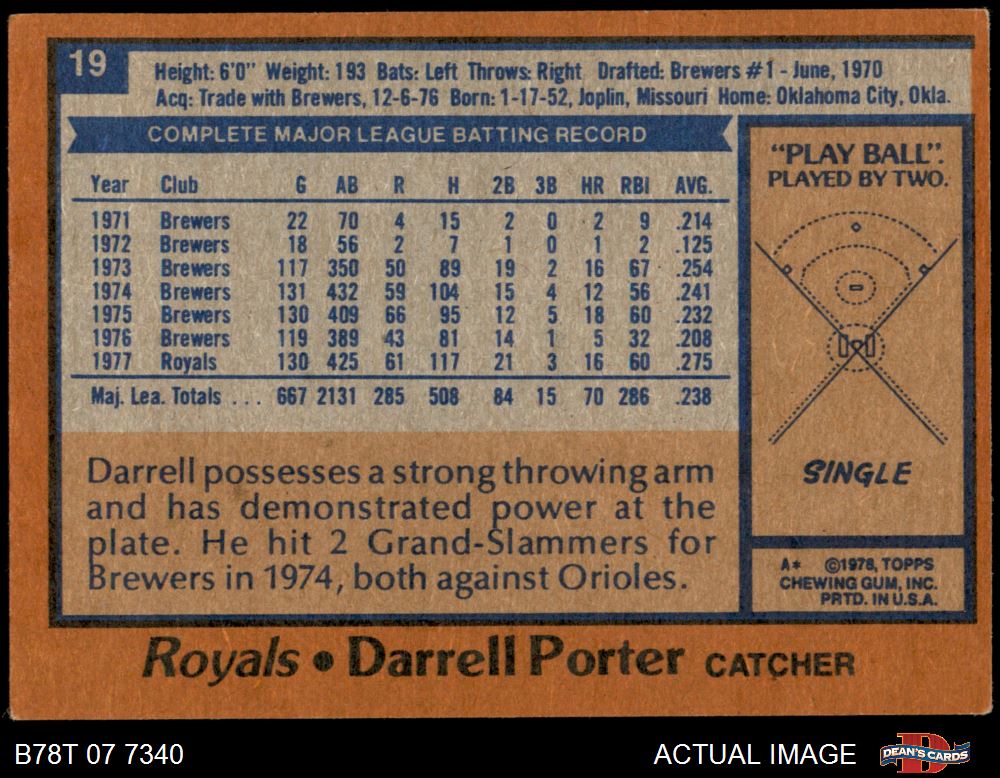 19
Height: 6'0" Weight: 193 Bats: Left Throws: Right Drafted: Brewers #1 - June, 1970
Acq: Trade with Brewers, 12-6-76 Born: 1-17-52, Joplin, Missouri Home: Oklahoma City, Okla.
COMPLETE MAJOR LEAGUE BATTING RECORD
Year Club G AB R H 2B 3B HR RBI AVG.
1971 Brewers 22 70 4 15 2 0 2 9 .214
1972 Brewers 18 56 2 7 1 0 1 2 .125
1973 Brewers 117 350 50 89 19 2 16 67 .254
1974 Brewers 131 432 59 104 15 4 12 56 .241
1975 Brewers 130 409 66 95 12 5 18 60 .232
1976 Brewers 119 389 43 81 14 1 5 32 .208
1977 Royals 130 425 61 117 21 3 16 60 .275
Maj. Lea. Totals ... 667 2131 285 508 84 15 70 286 .238
Darrell possesses a strong throwing arm
and has demonstrated power at the
plate. He hit 2 Grand-Slammers for
Brewers in 1974, both against Orioles.
"PLAY BALL".
PLAYED BY TWO.
SINGLE
A* ©1978, TOPPS
CHEWING GUM, INC.
PRTD. IN U.S.A.
Royals • Darrell Porter CATCHER
B78T 07 7340
ACTUAL IMAGE
DEAN'S CARDS